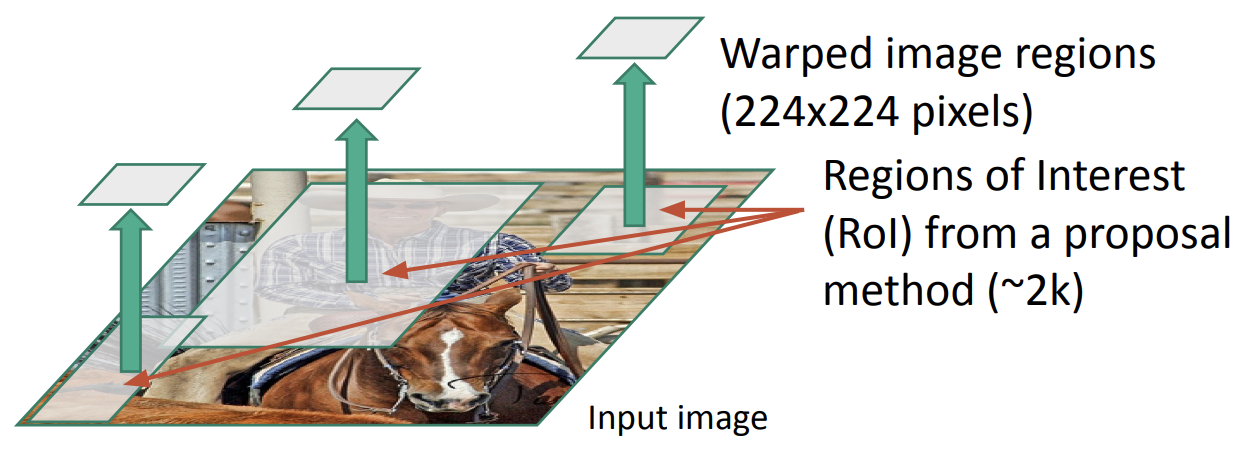 Warped image regions
(224x224 pixels)
Regions of Interest
(RoI) from a proposal
method (~2k)
Input image